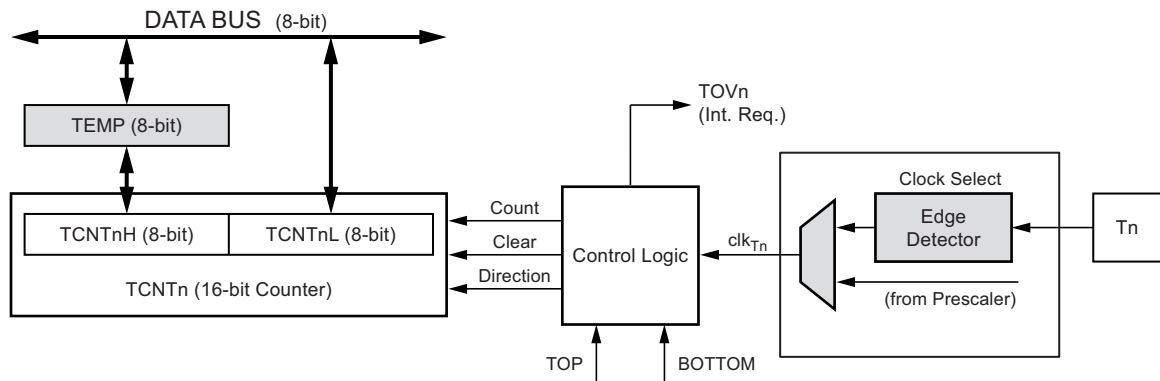 DATA BUS (8-bit)
TEMP (8-bit)
TCNTnH (8-bit)
TCNTnL (8-bit)
TCNTn (16-bit Counter)
Count
Clear
Direction
TOVn
(Int. Req.)
Control Logic
TOP
BOTTOM
clkTn
Clock Select
Edge
Detector
(from Prescaler)
Tn